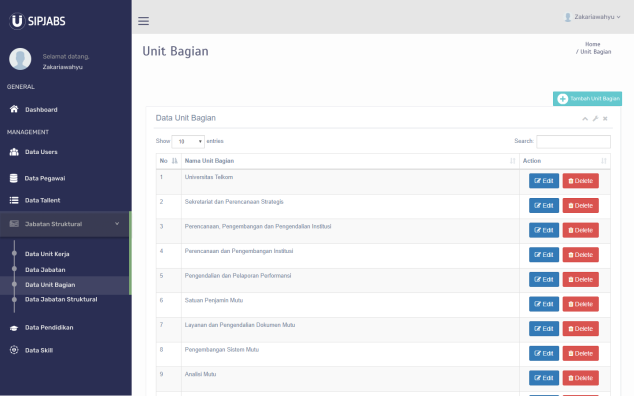 SIPJABS
Zakariawahyu
Selamat datang,
Zakariawahyu
GENERAL
Dashboard
MANAGEMENT
Data Users
Data Pegawai
Data Tallent
Jabatan Struktural
Data Unit Kerja
Data Jabatan
Data Unit Bagian
Data Jabatan Struktural
Data Pendidikan
Data Skill
Unit Bagian
Home
/ Unit Bagian
Tambah Unit Bagian
Data Unit Bagian
Show 10 entries
Search:
No Nama Unit Bagian Action
1 Universitas Telkom Edit Delete
2 Sekretariat dan Perencanaan Strategis Edit Delete
3 Perencanaan, Pengembangan dan Pengendalian Institusi Edit Delete
4 Perencanaan dan Pengembangan Institusi Edit Delete
5 Pengendalian dan Pelaporan Performansi Edit Delete
6 Satuan Penjamin Mutu Edit Delete
7 Layanan dan Pengendalian Dokumen Mutu Edit Delete
8 Pengembangan Sistem Mutu Edit Delete
9 Analisi Mutu Edit Delete